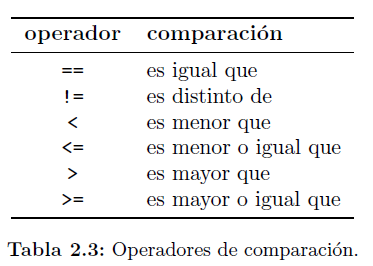 operador comparación
== es igual que
!= es distinto de
< es menor que
<= es menor o igual que
> es mayor que
>= es mayor o igual que
Tabla 2.3: Operadores de comparación.